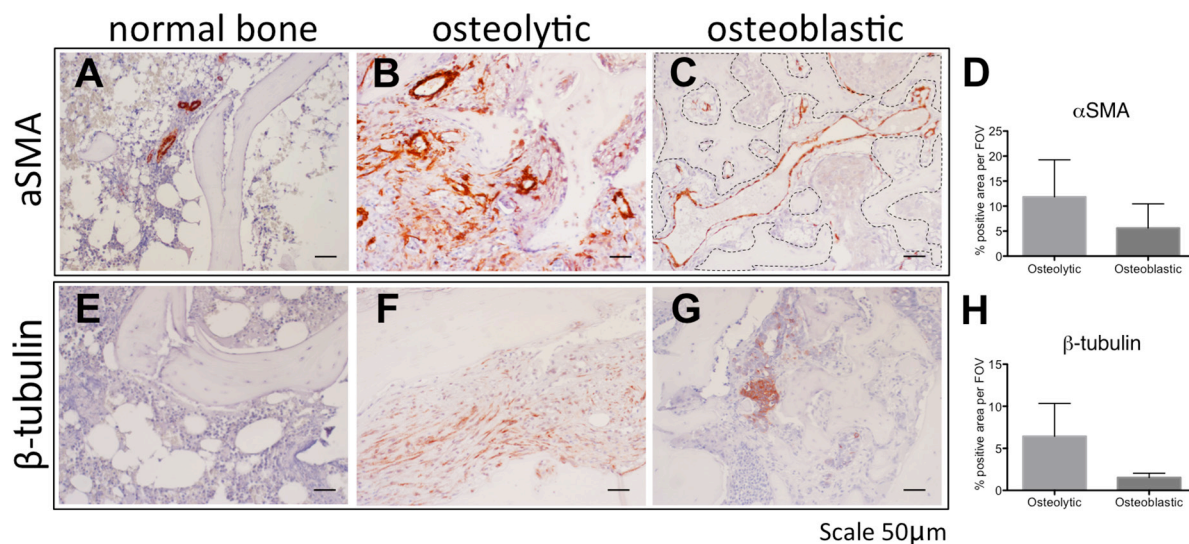 normal bone osteolytic osteoblastic
aSMA
A B C D
αSMA
% positive area per FOV
25
20
15
10
5
0
Osteolytic Osteoblastic
β-tubulin
E F G H
β-tubulin
% positive area per FOV
15
10
5
0
Osteolytic Osteoblastic
Scale 50μm